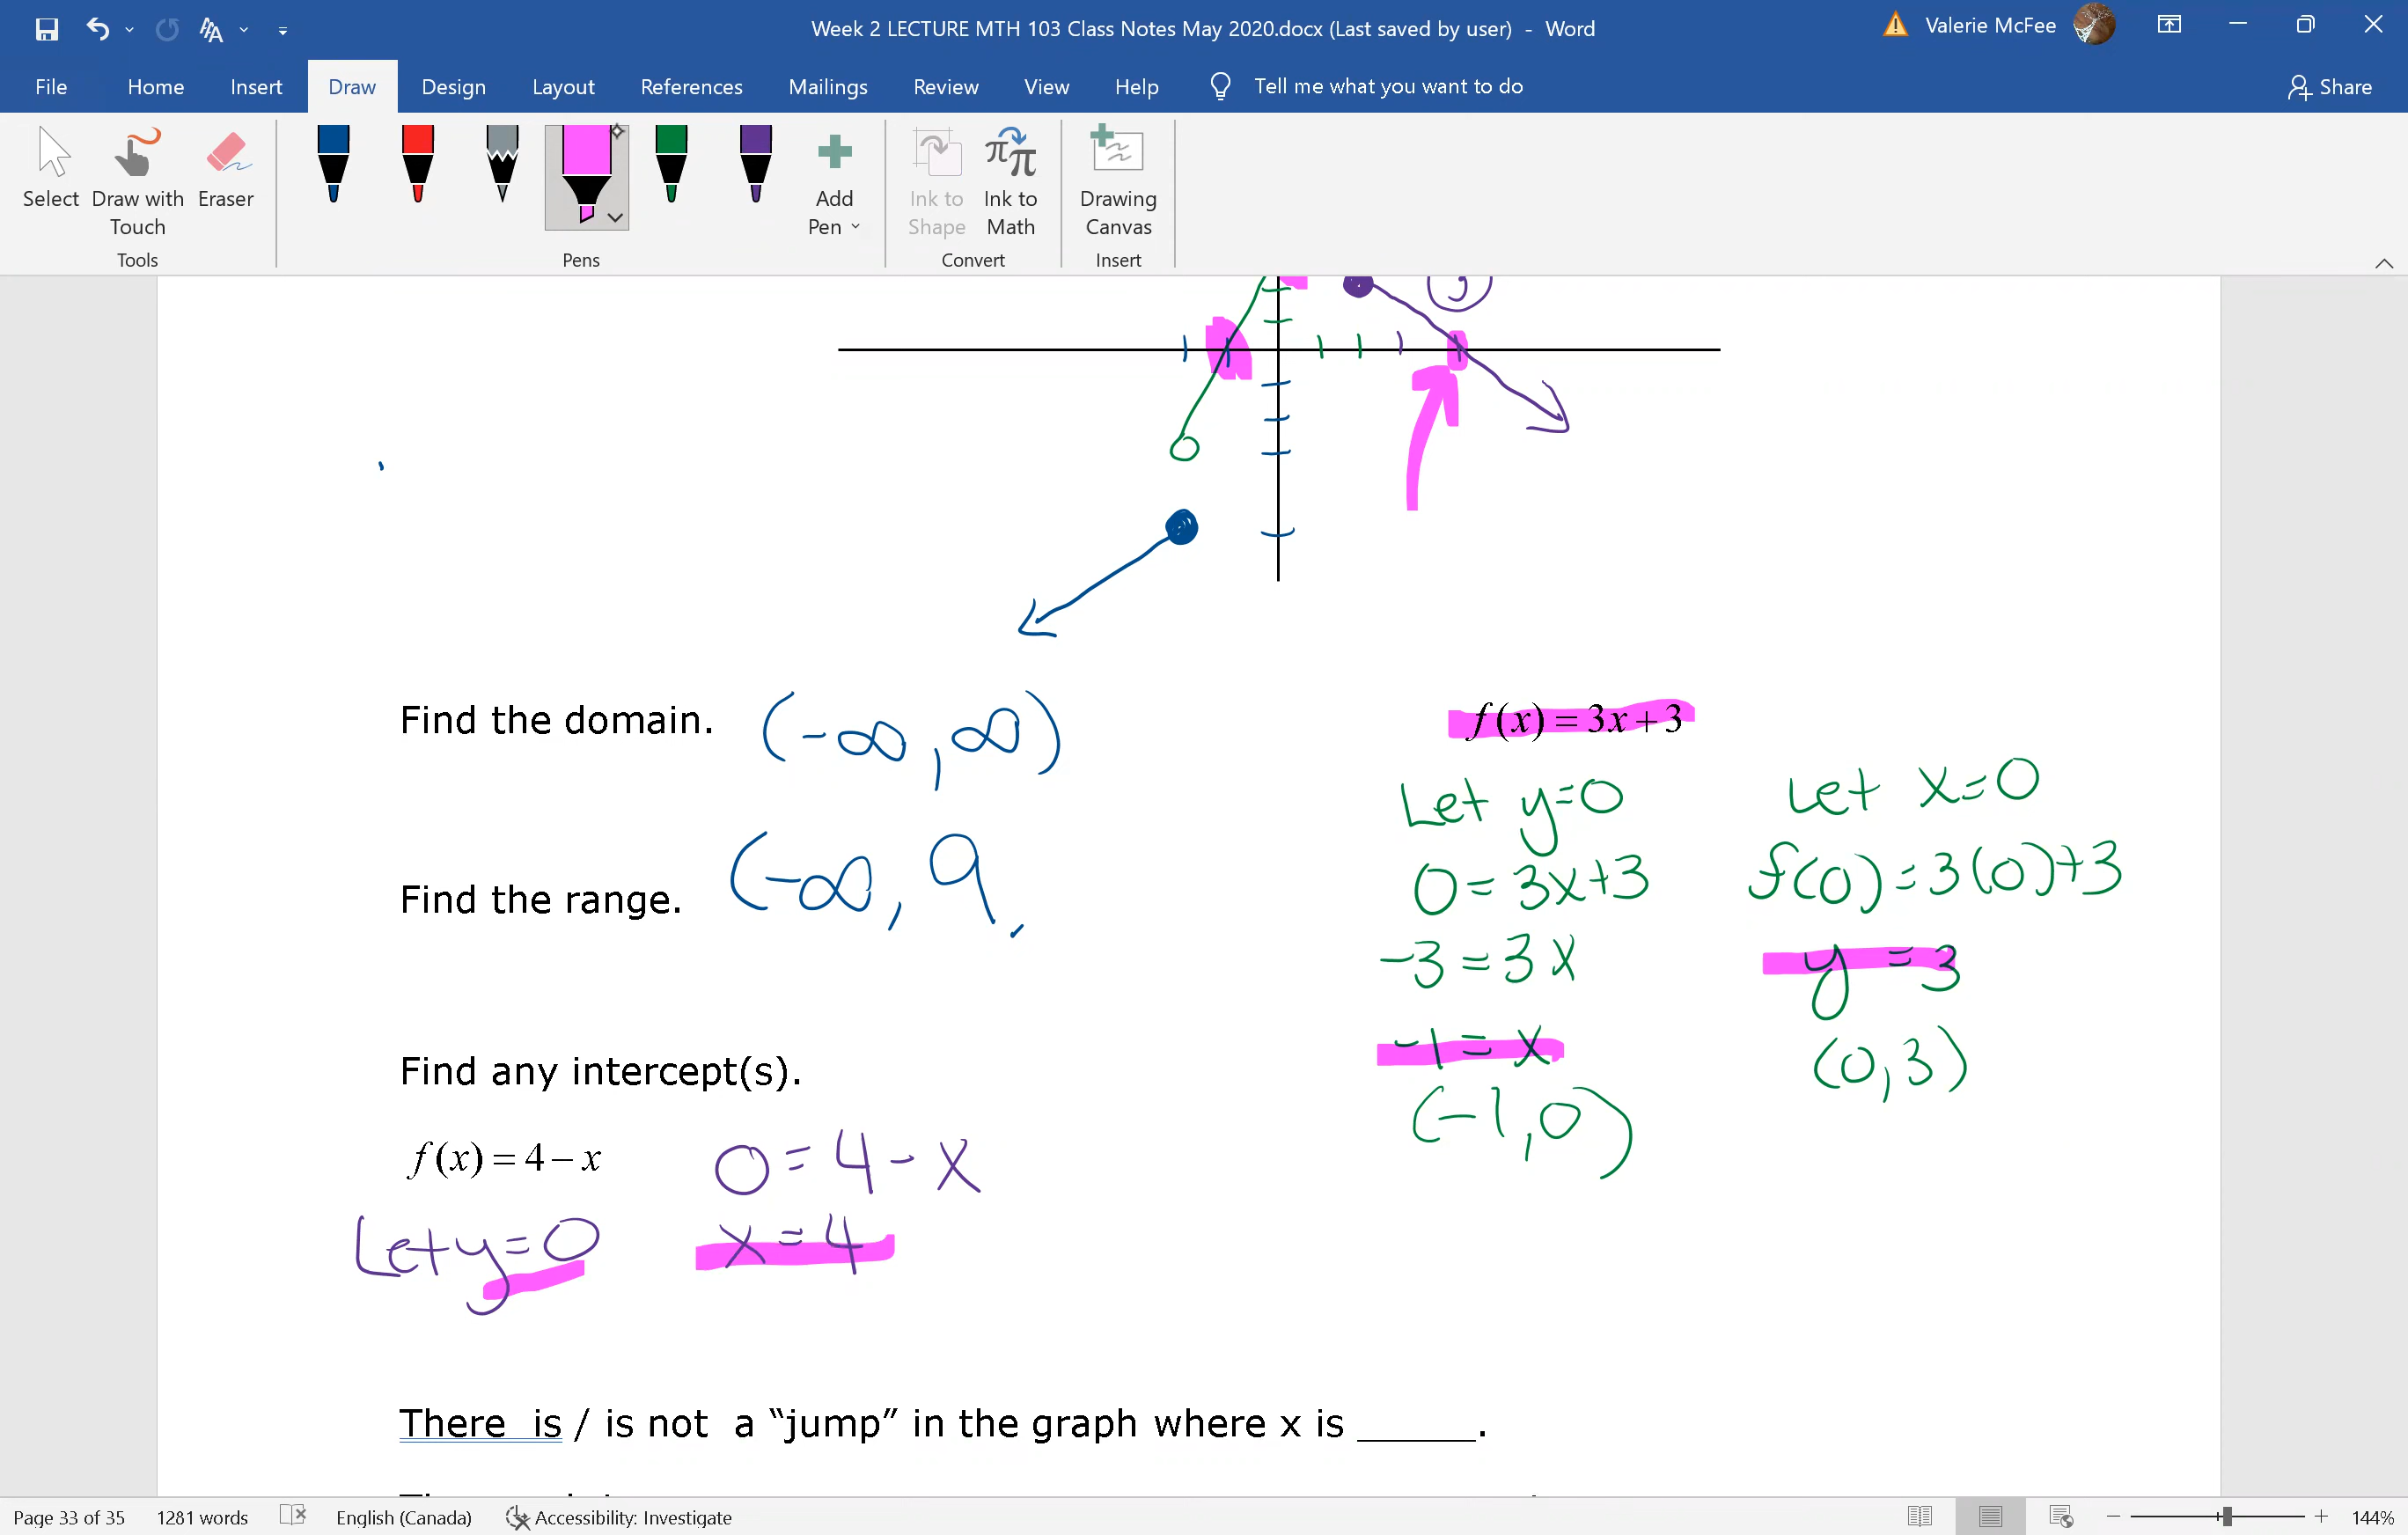 Week 2 LECTURE MTH 103 Class Notes May 2020.docx (Last saved by user) - Word
Valerie McFee
File Home Insert Draw Design Layout References Mailings Review View Help Tell me what you want to do Share
Select
Draw with Touch
Eraser
Add Pen
Ink to Shape
Ink to Math
Drawing Canvas
Tools Pens Convert Insert
3
Find the domain. (-∞, ∞)
Find the range. (-∞, 9
Find any intercept(s).
f(x) = 4 - x
0 = 4 - x
Let y = 0
x = 4
f(x) = 3x + 3
Let y = 0
0 = 3x + 3
-3 = 3x
-1 = x
(-1, 0)
Let x = 0
f(0) = 3(0) + 3
y = 3
(0, 3)
There is / is not a “jump” in the graph where x is ______.
Page 33 of 35 1281 words English (Canada) Accessibility: Investigate 144%